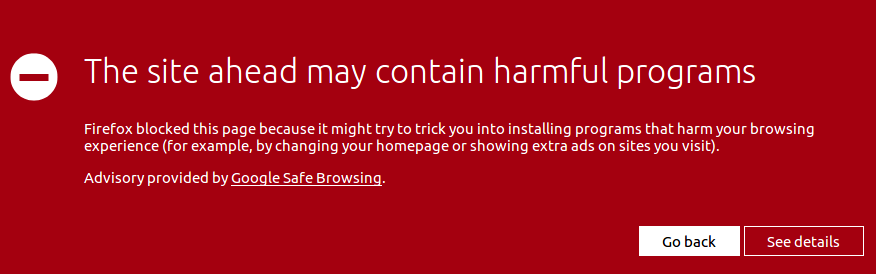 The site ahead may contain harmful programs
Firefox blocked this page because it might try to trick you into installing programs that harm your browsing
experience (for example, by changing your homepage or showing extra ads on sites you visit).
Advisory provided by Google Safe Browsing.
Go back
See details